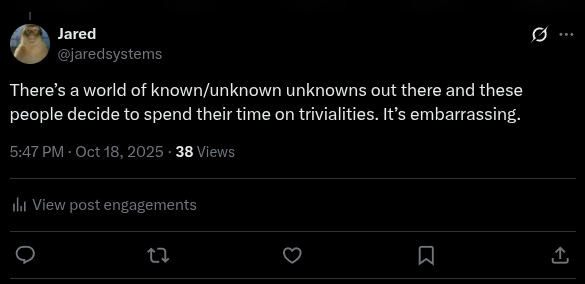 Jared
@jaredsystems
There’s a world of known/unknown unknowns out there and these
people decide to spend their time on trivialities. It’s embarrassing.
5:47 PM · Oct 18, 2025 · 38 Views
View post engagements